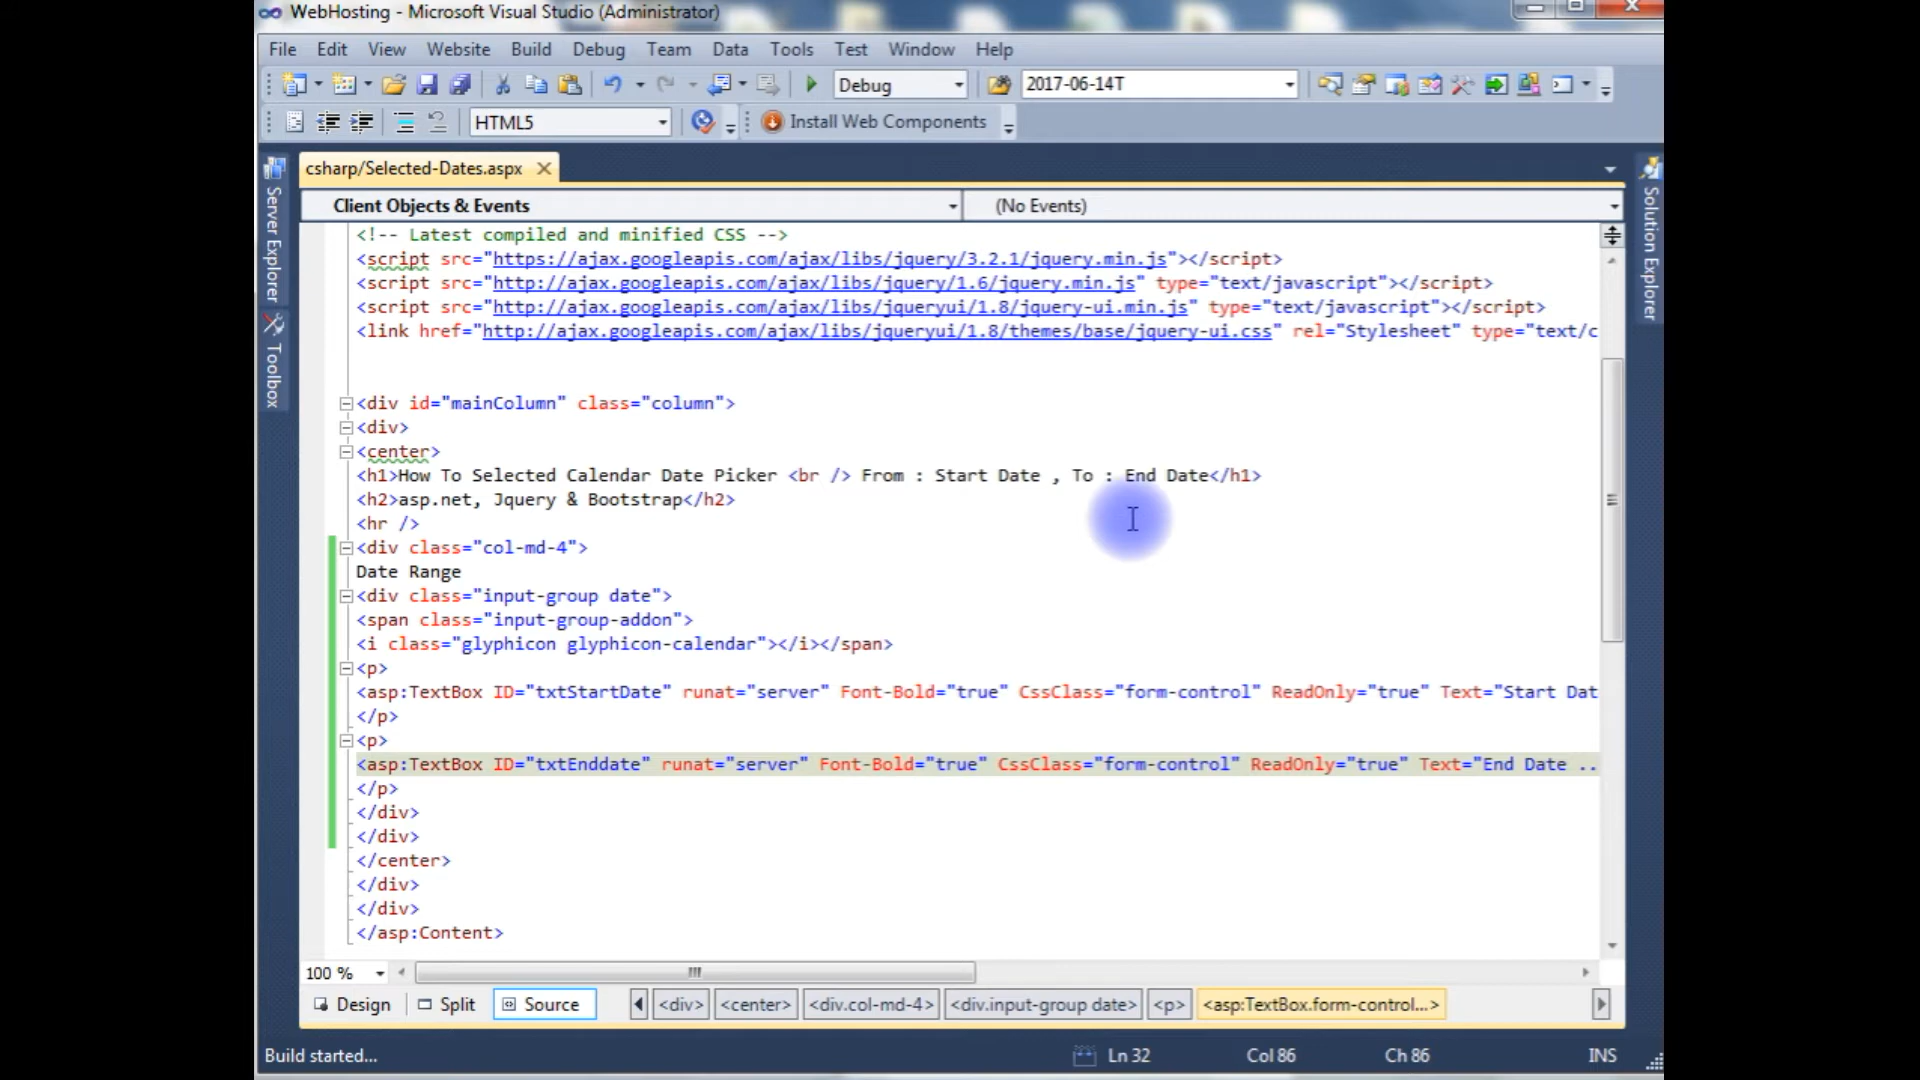 WebHosting - Microsoft Visual Studio (Administrator)
File Edit View Website Build Debug Team Data Tools Test Window Help
Debug 2017-06-14T
HTML5 Install Web Components
csharp/Selected-Dates.aspx
Server Explorer
Toolbox
Solution Explorer
Client Objects & Events (No Events)
<!-- Latest compiled and minified CSS -->
<script src="https://ajax.googleapis.com/ajax/libs/jquery/3.2.1/jquery.min.js"></script>
<script src="http://ajax.googleapis.com/ajax/libs/jquery/1.6/jquery.min.js" type="text/javascript"></script>
<script src="http://ajax.googleapis.com/ajax/libs/jqueryui/1.8/jquery-ui.min.js" type="text/javascript"></script>
<link href="http://ajax.googleapis.com/ajax/libs/jqueryui/1.8/themes/base/jquery-ui.css" rel="Stylesheet" type="text/c
<div id="mainColumn" class="column">
<div>
<center>
<h1>How To Selected Calendar Date Picker <br /> From : Start Date , To : End Date</h1>
<h2>asp.net, Jquery & Bootstrap</h2>
<hr />
<div class="col-md-4">
Date Range
<div class="input-group date">
<span class="input-group-addon">
<i class="glyphicon glyphicon-calendar"></i></span>
<p>
<asp:TextBox ID="txtStartDate" runat="server" Font-Bold="true" CssClass="form-control" ReadOnly="true" Text="Start Dat
</p>
<p>
<asp:TextBox ID="txtEnddate" runat="server" Font-Bold="true" CssClass="form-control" ReadOnly="true" Text="End Date ..
</p>
</div>
</div>
</center>
</div>
</div>
</asp:Content>
100 %
Design Split Source <div> <center> <div.col-md-4> <div.input-group date> <p> <asp:TextBox.form-control...>
Build started... Ln 32 Col 86 Ch 86 INS